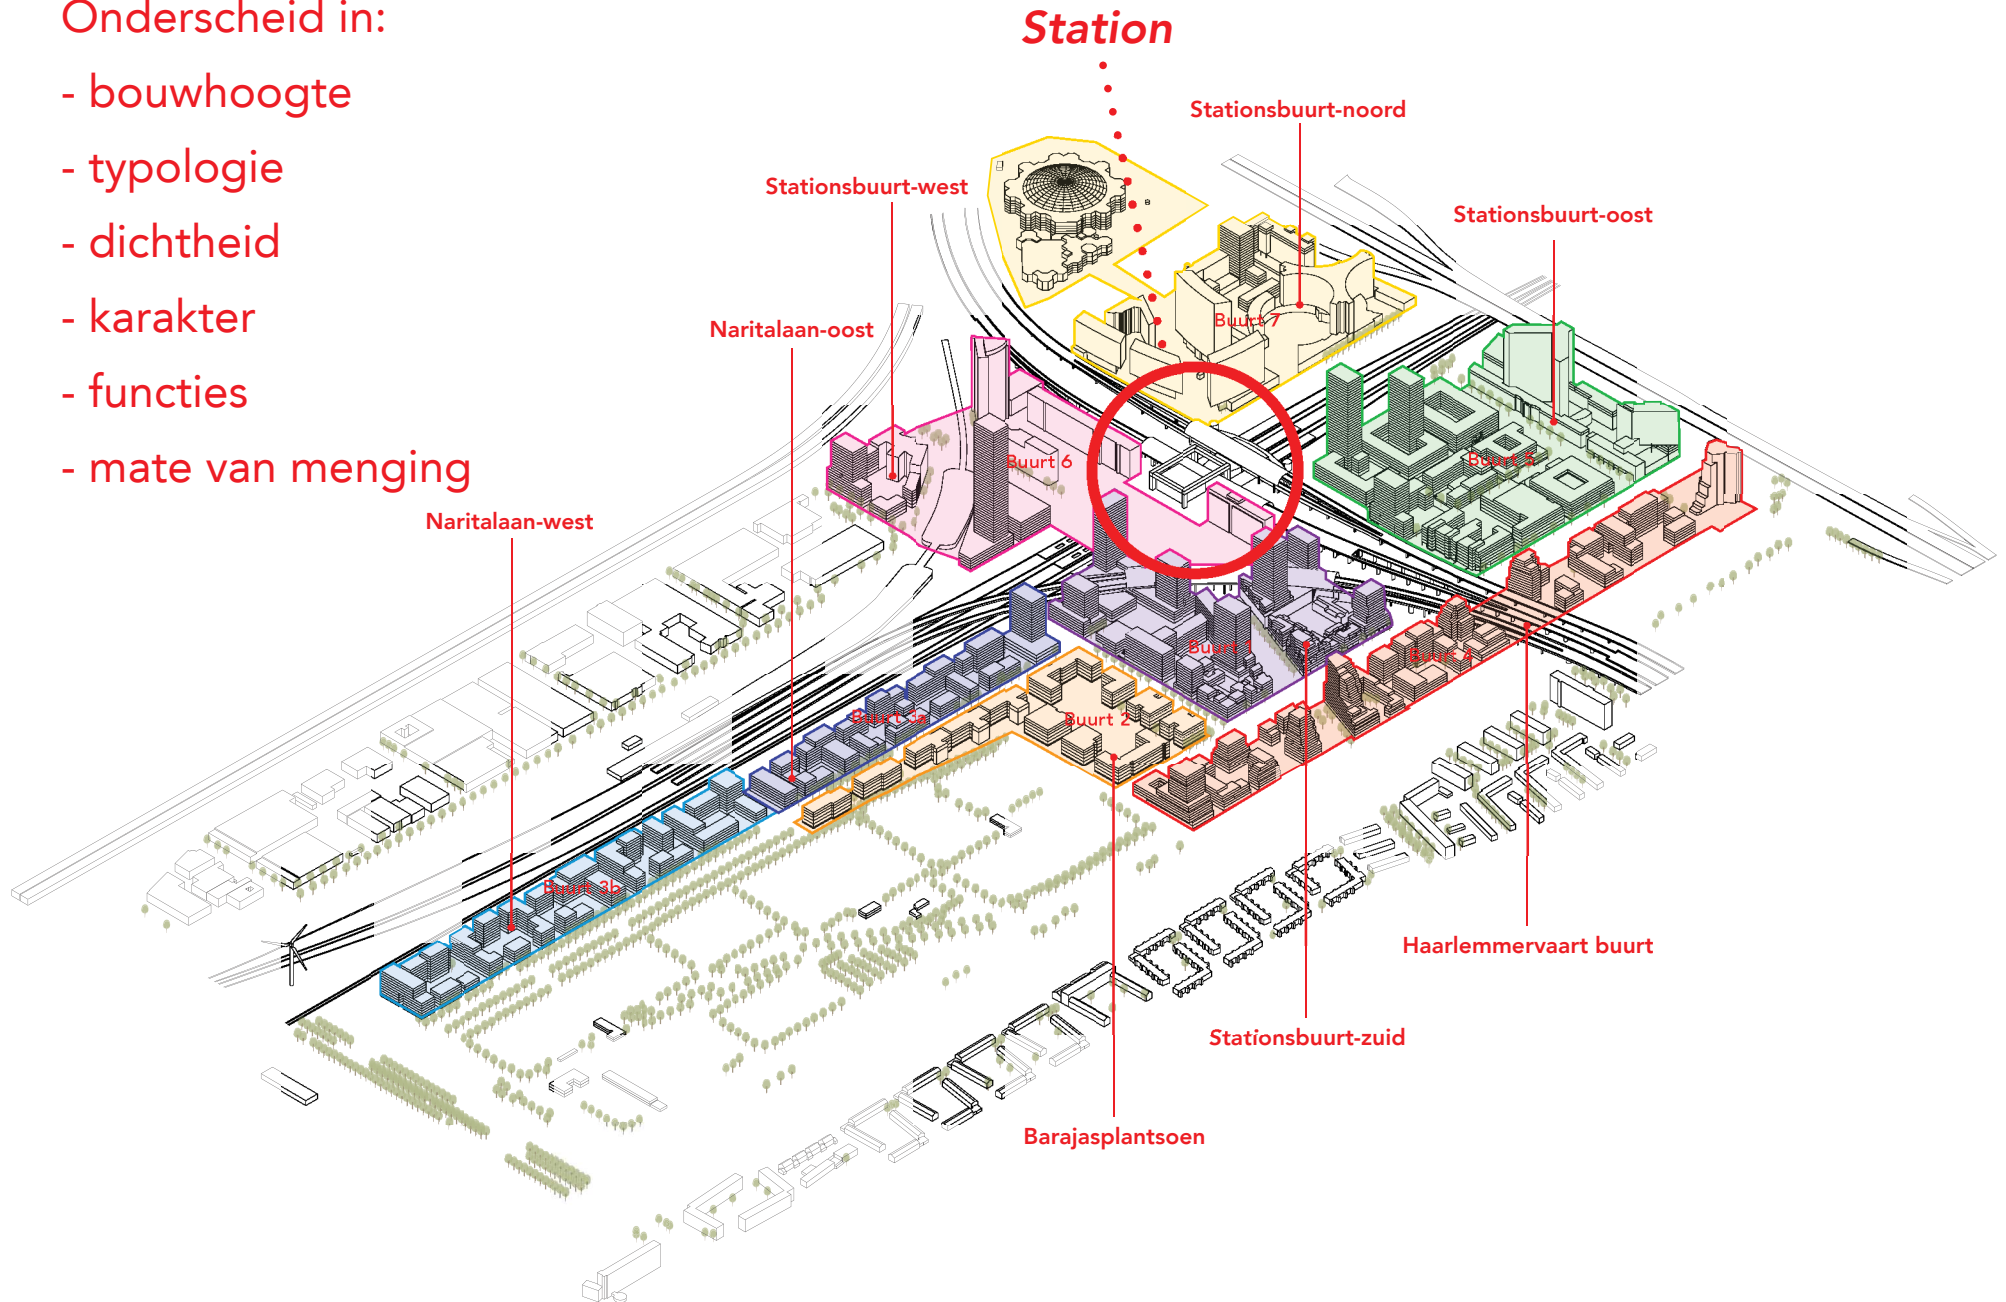 Onderscheid in:
- bouwhoogte
- typologie
- dichtheid
- karakter
- functies
- mate van menging
Station
Stationsbuurt-noord
Stationsbuurt-west
Stationsbuurt-oost
Naritalaan-oost
Buurt 7
Buurt 6
Buurt 5
Naritalaan-west
Buurt 1
Buurt 4
Buurt 3a
Buurt 2
Buurt 3b
Haarlemmervaart buurt
Stationsbuurt-zuid
Barajasplantsoen